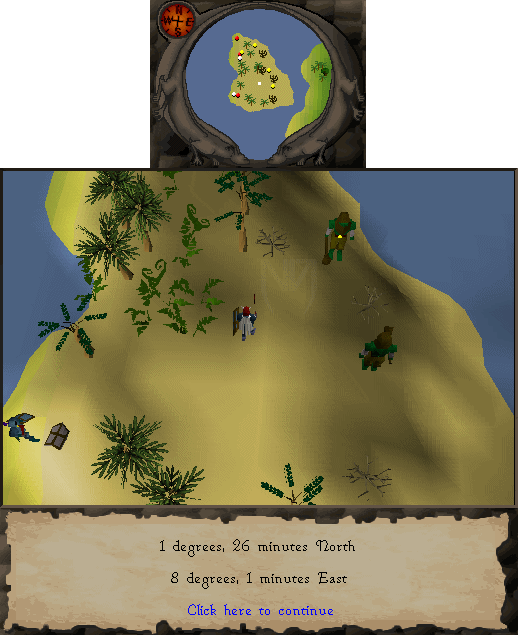 N
W E
S
1 degrees, 26 minutes North
8 degrees, 1 minutes East
Click here to continue